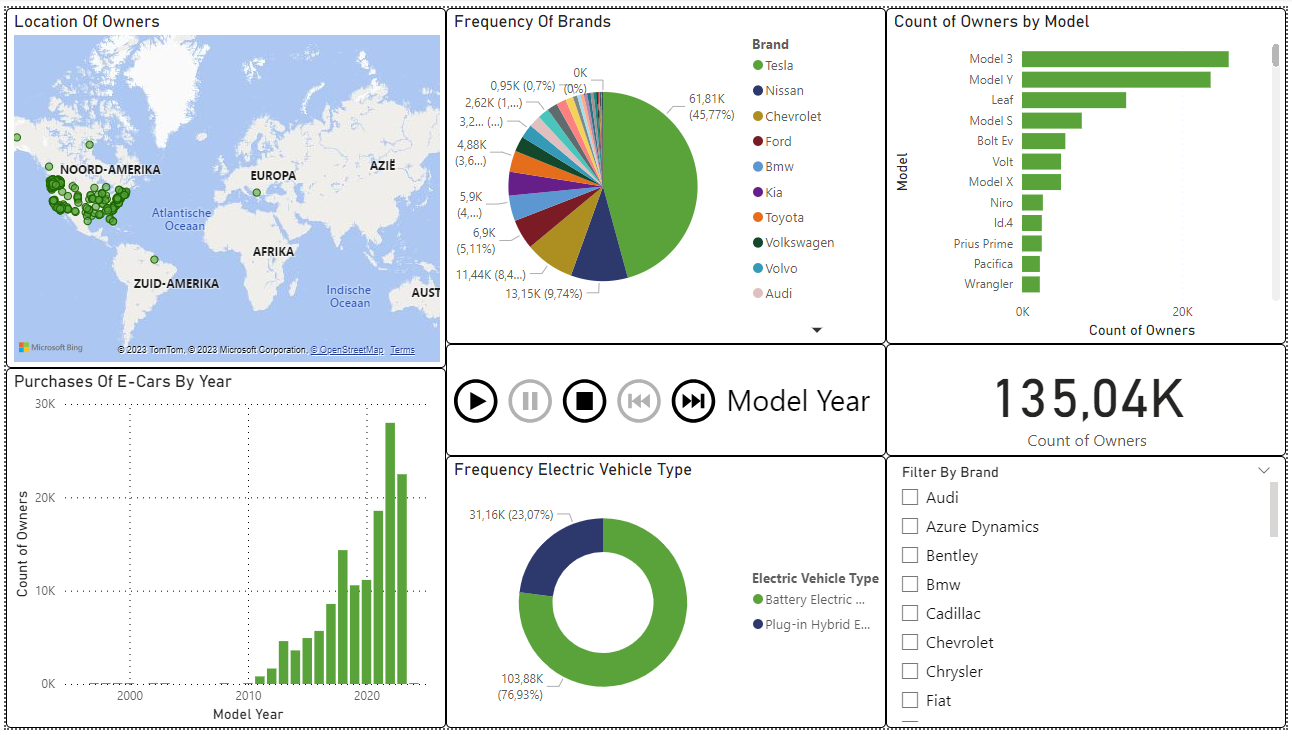 Location Of Owners
NOORD-AMERIKA
EUROPA
AZIË
Atlantische
Oceaan
AFRIKA
ZUID-AMERIKA
Indische
Oceaan
AUST
Microsoft Bing
© 2023 TomTom, © 2023 Microsoft Corporation, © OpenStreetMap Terms
Frequency Of Brands
0K
(0%)
0,95K (0,7%)
2,62K (1,...)
3,2... (...)
4,88K
(3,6...)
5,9K
(4,...)
6,9K
(5,11%)
11,44K (8,4...)
13,15K (9,74%)
61,81K
(45,77%)
Brand
Tesla
Nissan
Chevrolet
Ford
Bmw
Kia
Toyota
Volkswagen
Volvo
Audi
Count of Owners by Model
Model
Model 3
Model Y
Leaf
Model S
Bolt Ev
Volt
Model X
Niro
Id.4
Prius Prime
Pacifica
Wrangler
0K 20K
Count of Owners
Purchases Of E-Cars By Year
Count of Owners
30K
20K
10K
0K
2000 2010 2020
Model Year
Model Year
135,04K
Count of Owners
Frequency Electric Vehicle Type
31,16K (23,07%)
103,88K
(76,93%)
Electric Vehicle Type
Battery Electric ...
Plug-in Hybrid E...
Filter By Brand
Audi
Azure Dynamics
Bentley
Bmw
Cadillac
Chevrolet
Chrysler
Fiat